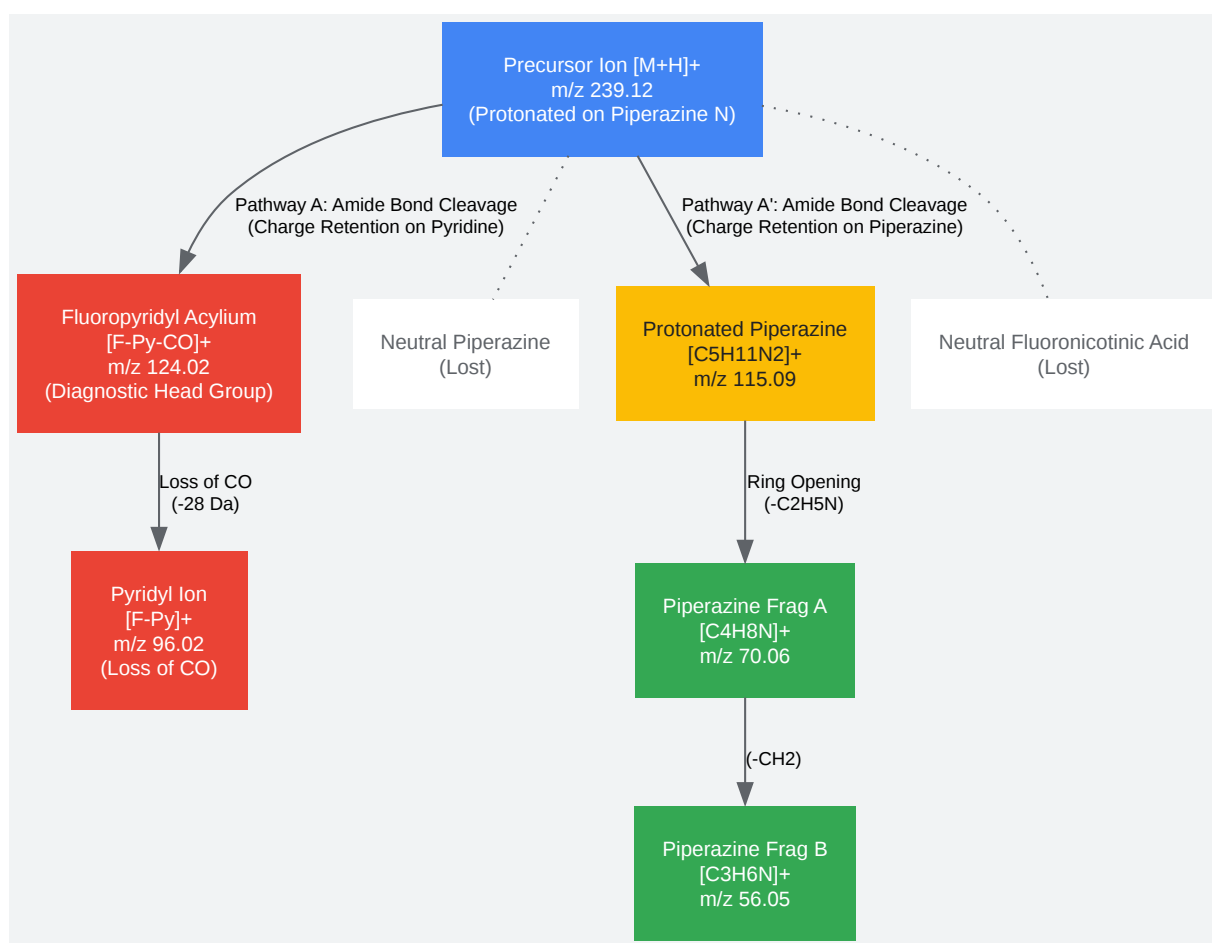 Precursor Ion [M+H]+
m/z 239.12
(Protonated on Piperazine N)
Pathway A: Amide Bond Cleavage
(Charge Retention on Pyridine)
Pathway A': Amide Bond Cleavage
(Charge Retention on Piperazine)
Fluoropyridyl Acylium
[F-Py-CO]+
m/z 124.02
(Diagnostic Head Group)
Neutral Piperazine
(Lost)
Protonated Piperazine
[C5H11N2]+
m/z 115.09
Neutral Fluoronicotinic Acid
(Lost)
Loss of CO
(-28 Da)
Ring Opening
(-C2H5N)
Pyridyl Ion
[F-Py]+
m/z 96.02
(Loss of CO)
Piperazine Frag A
[C4H8N]+
m/z 70.06
(-CH2)
Piperazine Frag B
[C3H6N]+
m/z 56.05